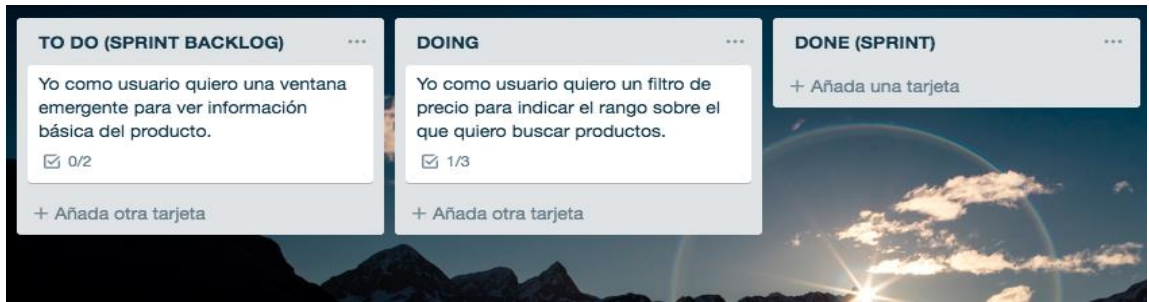 TO DO (SPRINT BACKLOG)
Yo como usuario quiero una ventana
emergente para ver información
básica del producto.
0/2
+ Añada otra tarjeta
DOING
Yo como usuario quiero un filtro de
precio para indicar el rango sobre el
que quiero buscar productos.
1/3
+ Añada otra tarjeta
DONE (SPRINT)
+ Añada una tarjeta